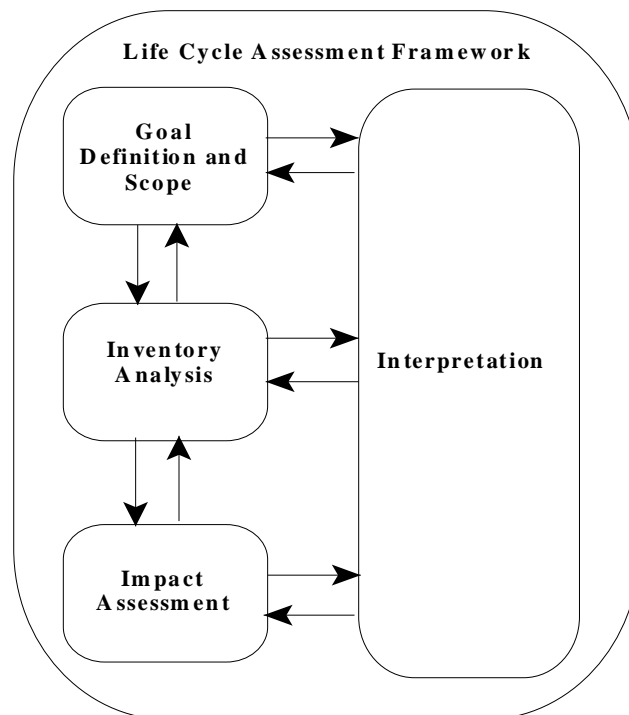 Life Cycle Assessment Framework
Goal
Definition and
Scope
Inventory
Analysis
Interpretation
Impact
Assessment